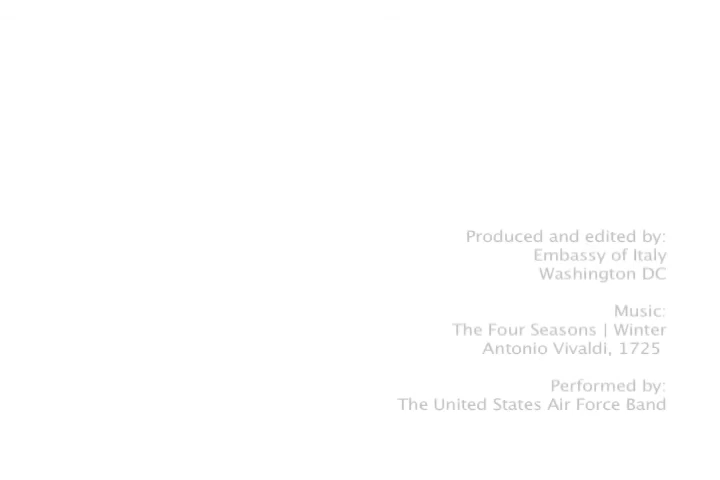 Produced and edited by:
Embassy of Italy
Washington DC
Music:
The Four Seasons | Winter
Antonio Vivaldi, 1725
Performed by:
The United States Air Force Band